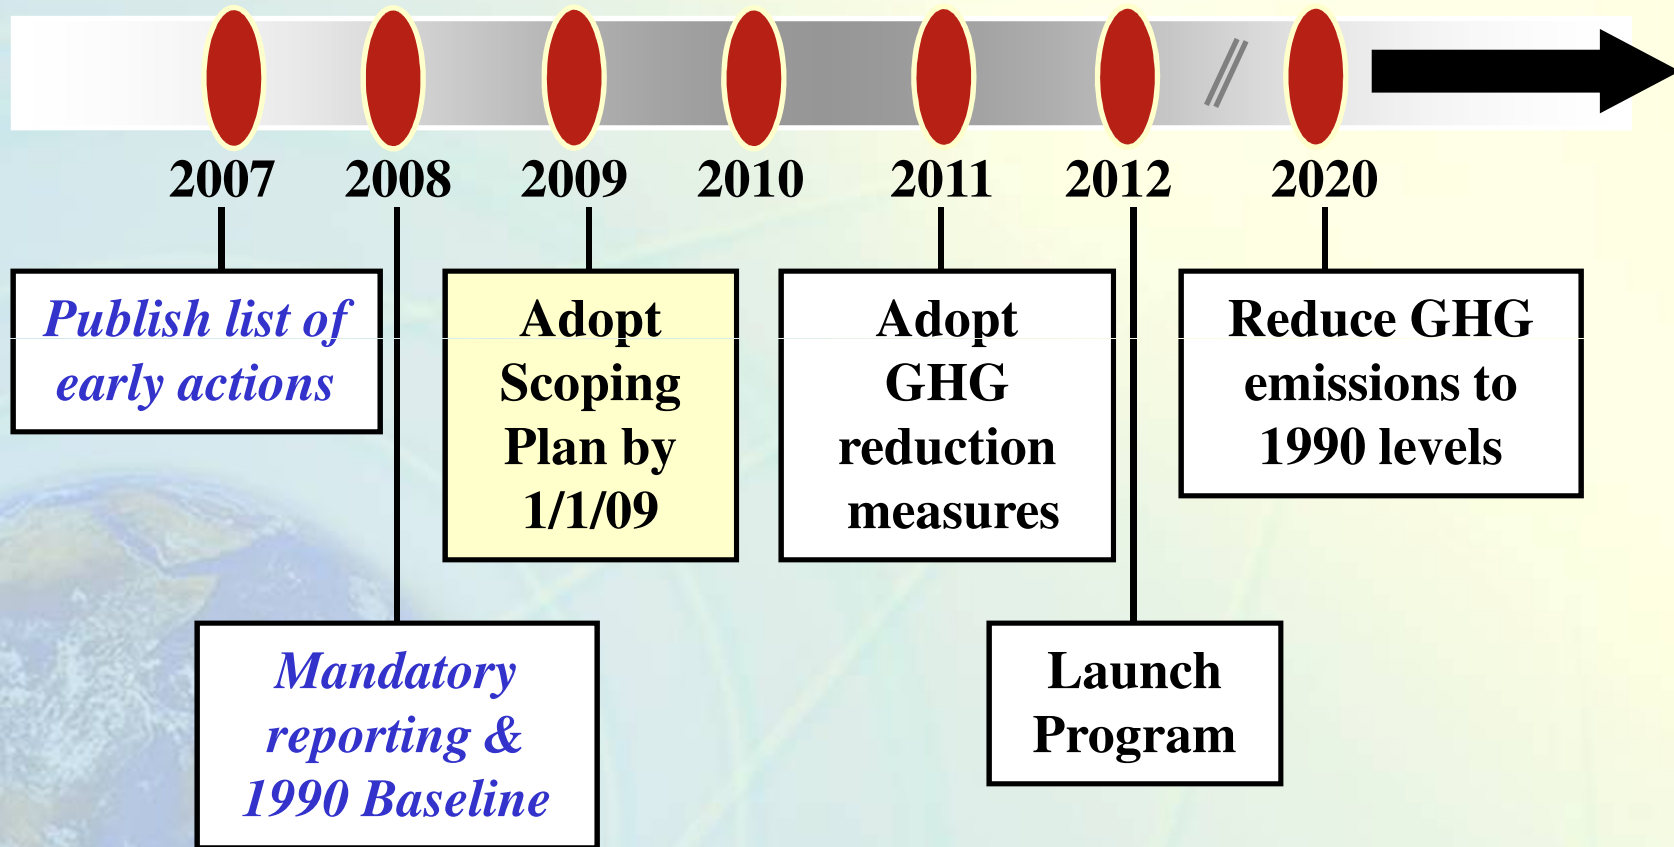 2007 2008 2009 2010 2011 2012 2020
Publish list of
early actions
Mandatory
reporting &
1990 Baseline
Adopt
Scoping
Plan by
1/1/09
Adopt
GHG
reduction
measures
Launch
Program
Reduce GHG
emissions to
1990 levels